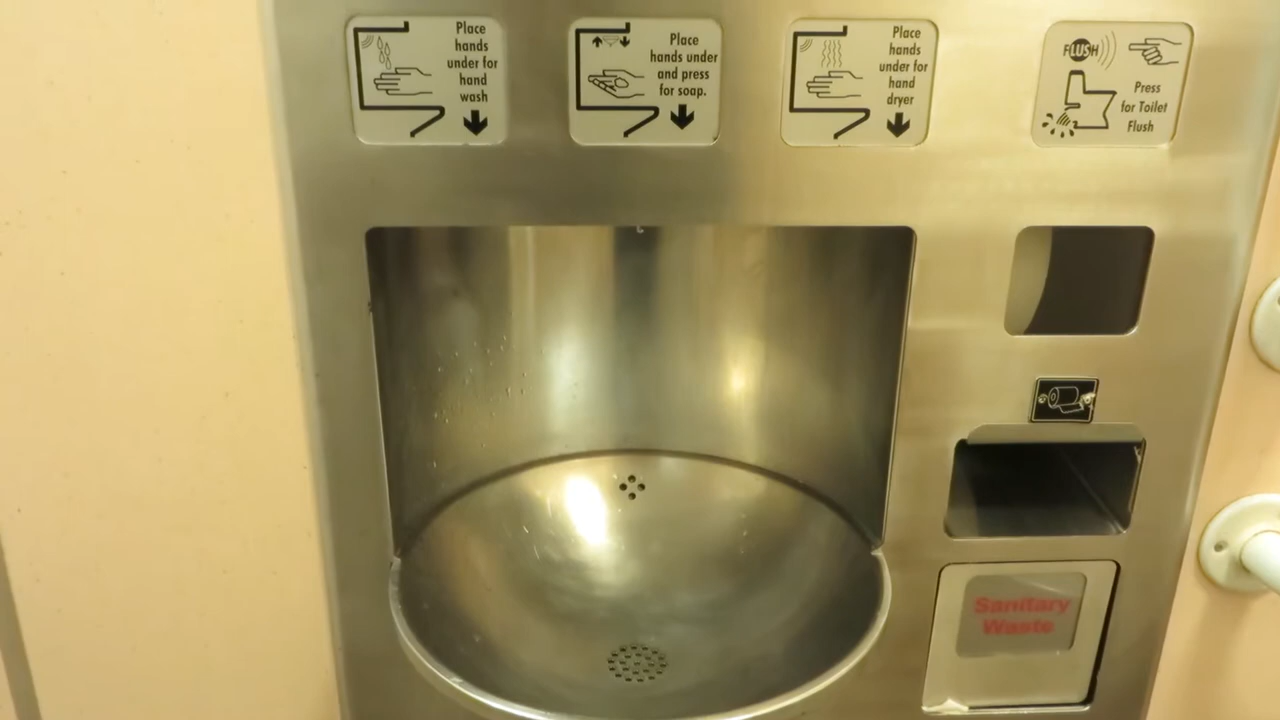 Place
hands
under for
hand
wash
Place
hands under
and press
for soap.
Place
hands
under for
hand
dryer
FLUSH
Press
for Toilet
Flush
Sanitary
Waste